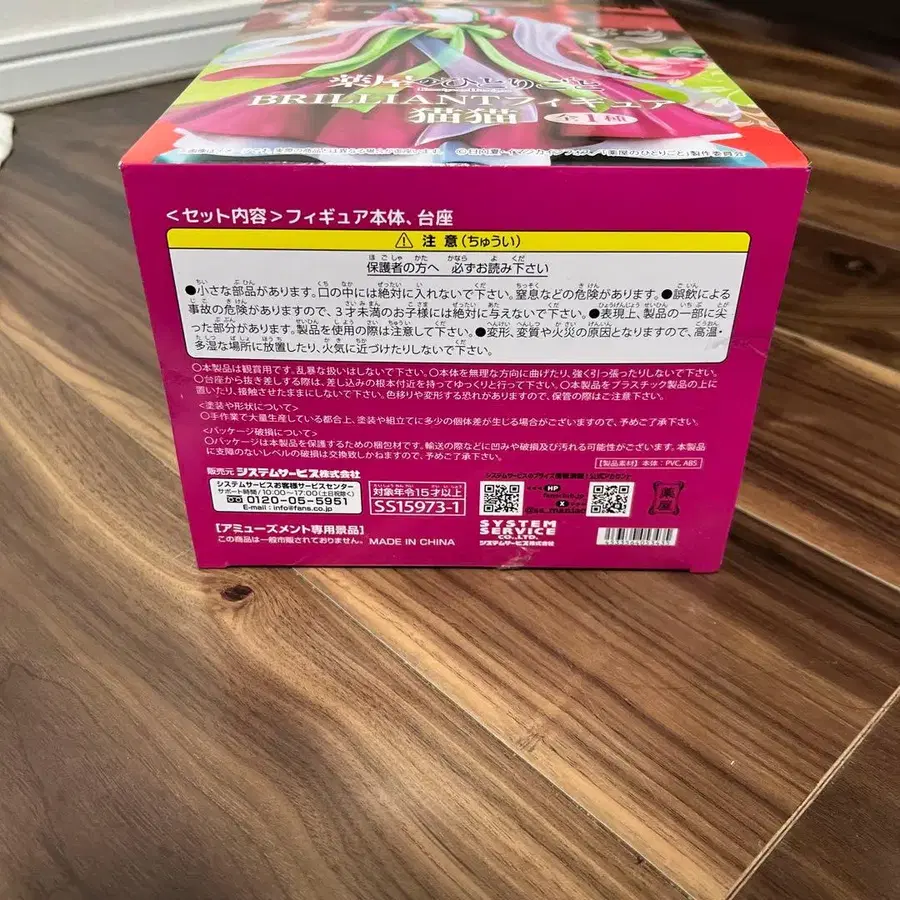 薬屋のひとりごと
BRILLIANTフィギュア
猫猫 全1種
＜セット内容＞フィギュア本体、台座
⚠ 注意（ちゅうい）
保護者の方へ 必ずお読み下さい
●小さな部品があります。口の中には絶対に入れないで下さい。窒息などの危険があります。●誤飲による
事故の危険がありますので、3才未満のお子様には絶対に与えないで下さい。●表現上、製品の一部に尖
った部分があります。製品を使用の際は注意して下さい。●変形、変質や火災の原因となりますので、高温・
多湿な場所に放置したり、火気に近づけたりしないで下さい。
○本製品は観賞用です。乱暴な扱いはしないで下さい。○本体を無理な方向に曲げたり、強く引っ張ったりしないで下さい。
○台座から抜き差しする際は、差し込みの根本付近を持ってゆっくりと行って下さい。○本製品をプラスチック製品の上に
置いたり、接触させたままにしないで下さい。色移りや変形する恐れがありますので、保管の際はご注意下さい。
＜塗装や形状について＞
○手作業で大量生産している都合上、塗装や組立てに多少の個体差が生じる場合がございますので、予めご了承下さい。
＜パッケージ破損について＞
○パッケージは本製品を保護するための梱包材です。輸送の際などに凹みや破損及び汚れる可能性がございます。本製品
に支障のないレベルの破損は交換致しかねますので、予めご了承下さい。
【製品素材】本体：PVC, ABS
販売元 システムサービス株式会社
システムサービスお客様サービスセンター
サポート時間/10:00～17:00(土日祝除く)
0120-05-5951
E-mail：info@fans.co.jp
対象年令15才以上
SS15973-1
<<< HP
X >>>
SYSTEM
SERVICE
CO.,LTD.
システムサービス株式会社
薬屋
【アミューズメント専用景品】
この商品は一般市販されておりません。 MADE IN CHINA